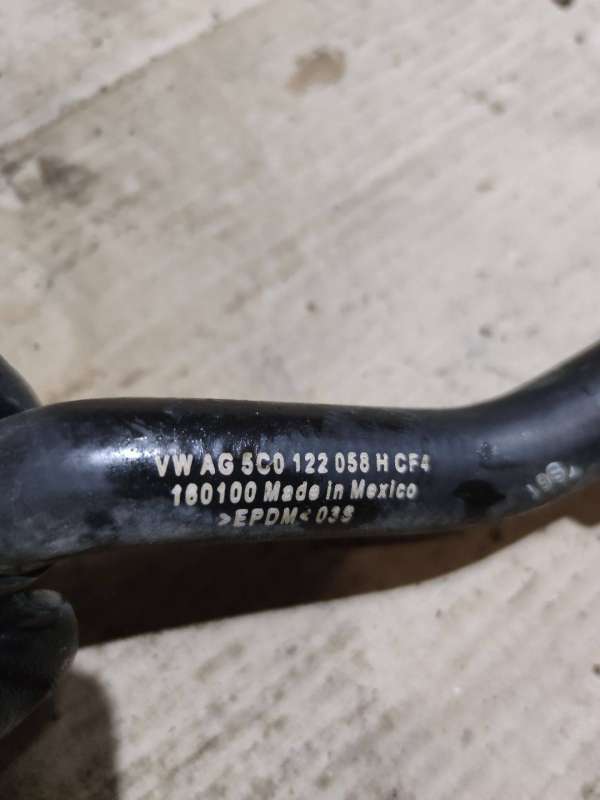 VW AG 5C0 122 058 H CF4
160100 Made in Mexico
>EPDM< 03S